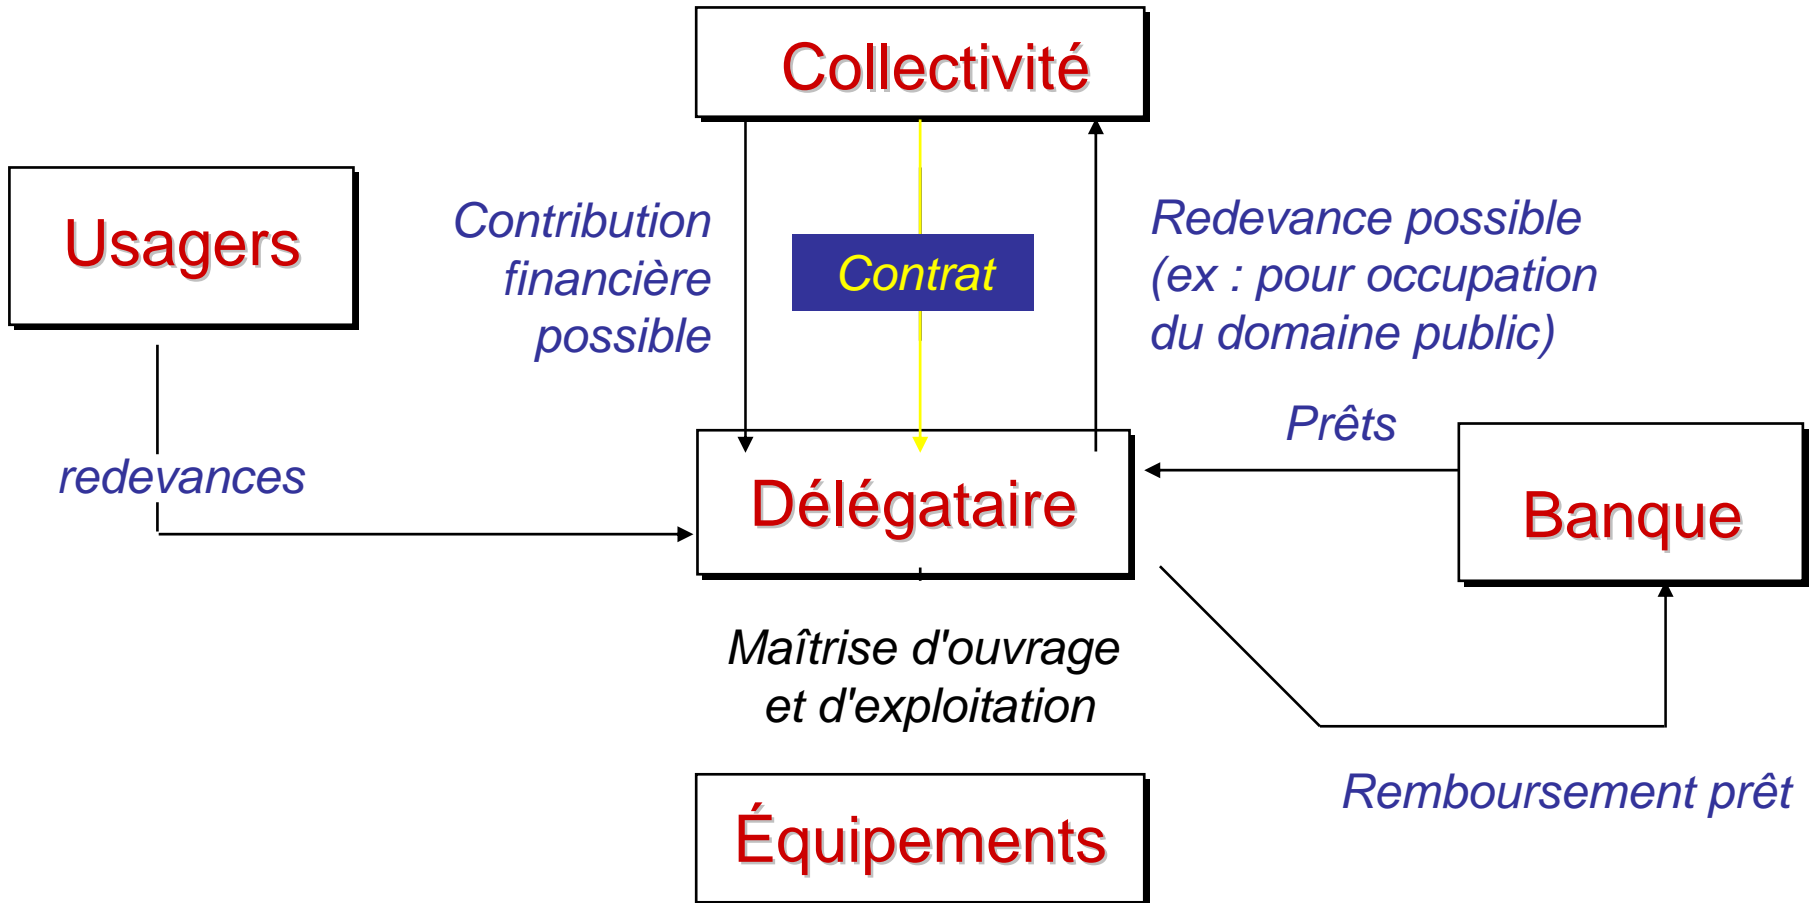 Collectivité
Usagers
Contribution
financière
possible
Contrat
Redevance possible
(ex : pour occupation
du domaine public)
Prêts
redevances
Délégataire
Banque
Maîtrise d'ouvrage
et d'exploitation
Remboursement prêt
Équipements